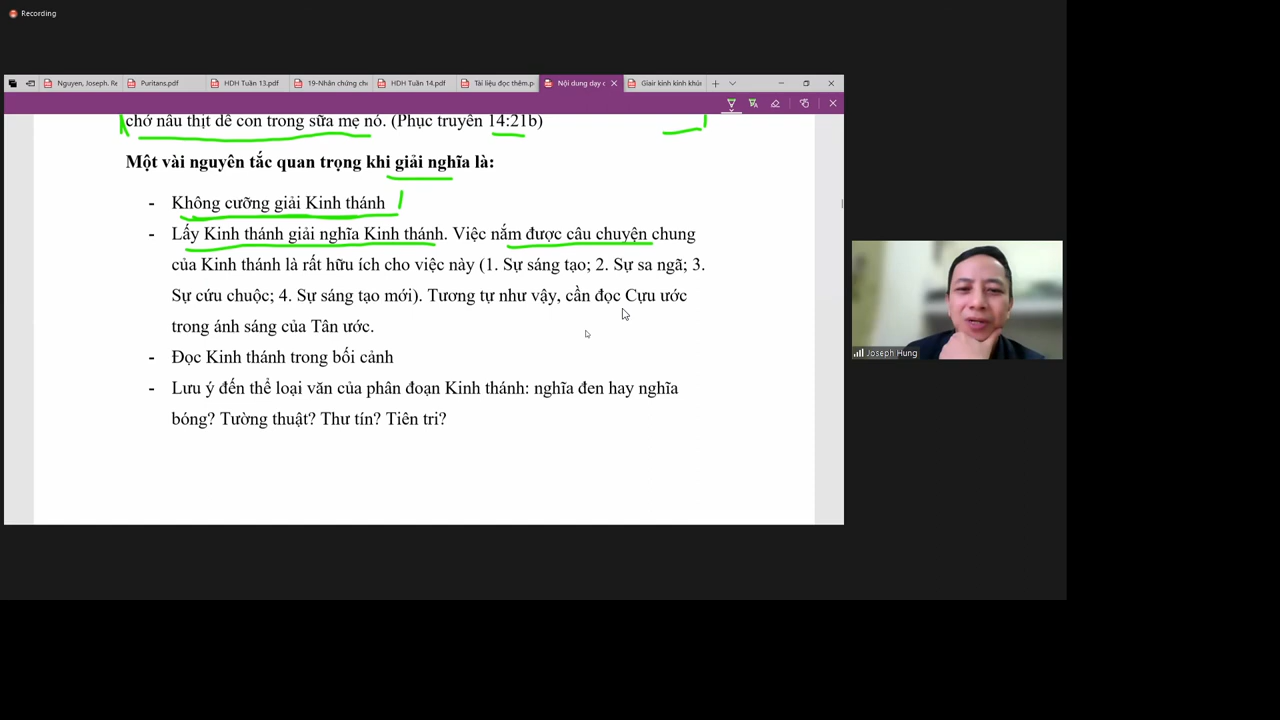 Recording
Nguyen, Joseph. Re
Puritans.pdf
HDH Tuần 13.pdf
19-Nhân chứng chứ
HDH Tuần 14.pdf
Tài liệu đọc thêm.p
Nội dung dạy c
Giair kinh kinh khủ
chớ nấu thịt dê con trong sữa mẹ nó. (Phục truyên 14:21b)
Một vài nguyên tắc quan trọng khi giải nghĩa là:
- Không cưỡng giải Kinh thánh
- Lấy Kinh thánh giải nghĩa Kinh thánh. Việc nắm được câu chuyện chung
của Kinh thánh là rất hữu ích cho việc này (1. Sự sáng tạo; 2. Sự sa ngã; 3.
Sự cứu chuộc; 4. Sự sáng tạo mới). Tương tự như vậy, cần đọc Cựu ước
trong ánh sáng của Tân ước.
- Đọc Kinh thánh trong bối cảnh
- Lưu ý đến thể loại văn của phân đoạn Kinh thánh: nghĩa đen hay nghĩa
bóng? Tường thuật? Thư tín? Tiên tri?
Joseph Hung